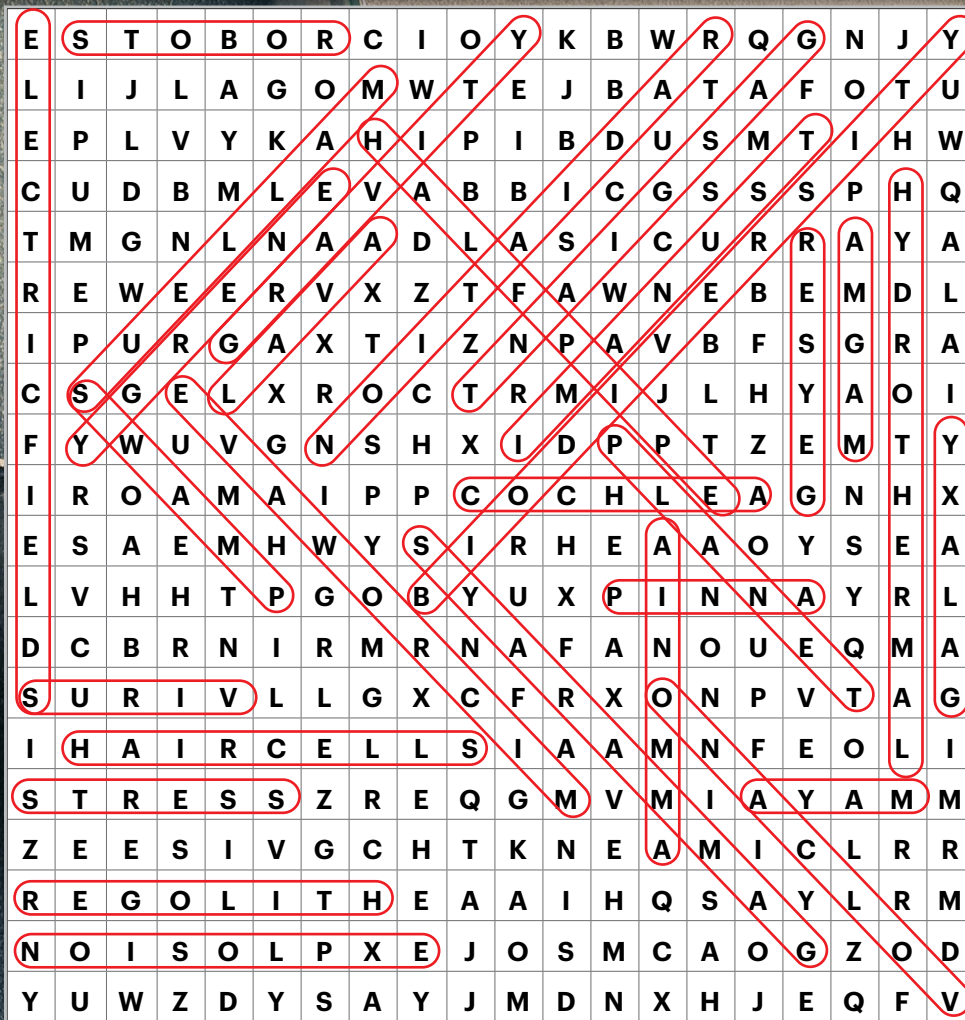 E S T O B O R C I O Y K B W R Q G N J Y
L I J L A G O M W T E J B A T A F O T U
E P L V Y K A H I P I B D U S M T I H W
C U D B M L E V A B B I C G S S S P H Q
T M G N L N A A D L A S I C U R R A Y A
R E W E E R V X Z T F A W N E B E M D L
I P U R G A X T I Z N P A V B F S G R A
C S G E L X R O C T R M I J L H Y A O I
F Y W U V G N S H X I D P P T Z E M T Y
I R O A M A I P P C O C H L E A G N H X
E S A E M H W Y S I R H E A A O Y S E A
L V H H T P G O B Y U X P I N N A Y R L
D C B R N I R M R N A F A N O U E Q M A
S U R I V L L G X C F R X O N P V T A G
I H A I R C E L L S I A A M N F E O L I
S T R E S S Z R E Q G M V M I A Y A M M
Z E E S I V G C H T K N E A M I C L R R
R E G O L I T H E A A I H Q S A Y L R M
N O I S O L P X E J O S M C A O G Z O D
Y U W Z D Y S A Y J M D N X H J E Q F V